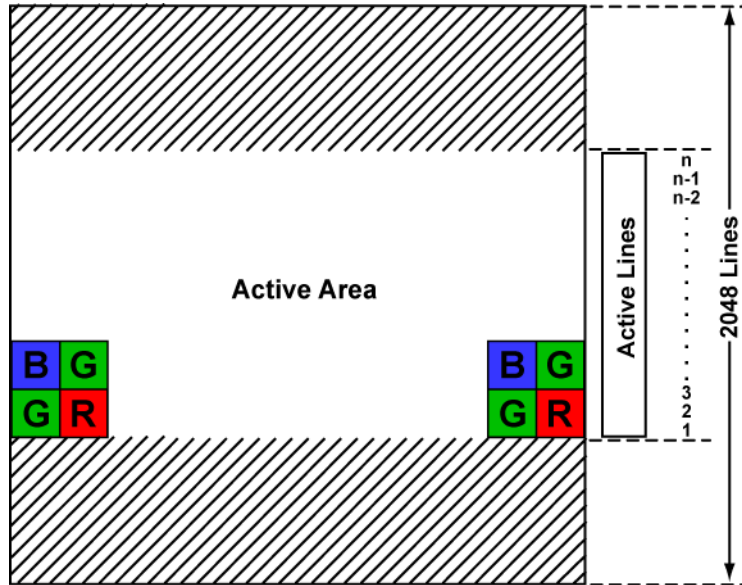 n
n-1
n-2
Active Area
Active Lines
2048 Lines
B G B G
G R G R
3
2
1